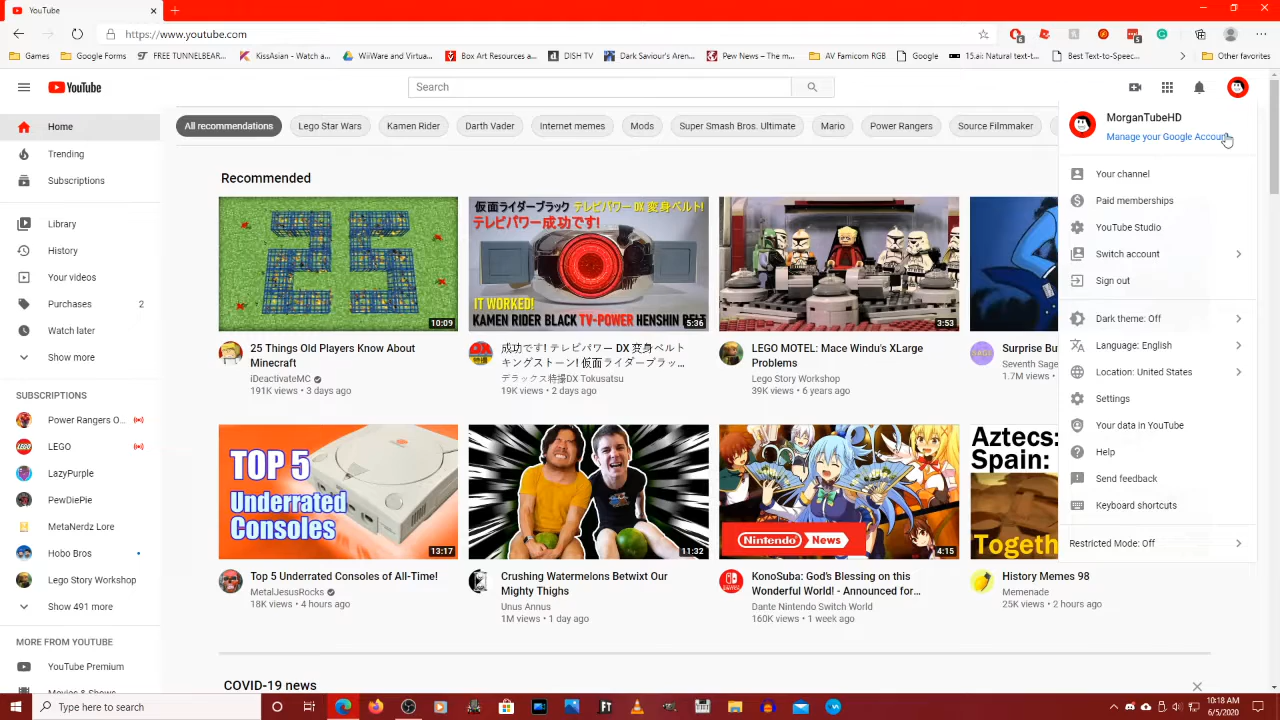 YouTube
https://www.youtube.com
6
5
Games
Google Forms
FREE TUNNELBEAR...
KissAsian - Watch a...
WiiWare and Virtua...
Box Art Resources a...
DISH TV
Dark Saviour's Aren...
Pew News – The m...
AV Famicom RGB
Google
15.ai: Natural text-t...
Best Text-to-Speec...
Other favorites
YouTube
Search
Home
Trending
Subscriptions
Library
History
Your videos
Purchases 2
Watch later
Show more
SUBSCRIPTIONS
Power Rangers O...
LEGO
LazyPurple
PewDiePie
MetaNerdz Lore
Hobo Bros
Lego Story Workshop
Show 491 more
MORE FROM YOUTUBE
YouTube Premium
Movies & Shows
All recommendations
Lego Star Wars
Kamen Rider
Darth Vader
Internet memes
Mods
Super Smash Bros. Ultimate
Mario
Power Rangers
Source Filmmaker
Recommended
10:09
25 Things Old Players Know About
Minecraft
iDeactivateMC
191K views • 3 days ago
仮面ライダーブラック テレビパワーDX変身ベルト!
テレビパワー成功です!
IT WORKED!
KAMEN RIDER BLACK TV-POWER HENSHIN BELT
5:36
成功です！テレビパワー DX 変身ベルト
キングストーン! 仮面ライダーブラッ...
デラックス特撮DX Tokusatsu
19K views • 2 days ago
3:53
LEGO MOTEL: Mace Windu's XLarge
Problems
Lego Story Workshop
39K views • 6 years ago
Surprise Bu
Seventh Sage
1.7M views •
TOP 5
Underrated
Consoles
13:17
Top 5 Underrated Consoles of All-Time!
MetalJesusRocks
18K views • 4 hours ago
11:32
Crushing Watermelons Betwixt Our
Mighty Thighs
Unus Annus
1M views • 1 day ago
Nintendo News
4:15
KonoSuba: God's Blessing on this
Wonderful World! - Announced for...
Dante Nintendo Switch World
160K views • 1 week ago
Aztecs:
Spain:
Togeth
History Memes 98
Memenade
25K views • 2 hours ago
COVID-19 news
MorganTubeHD
Manage your Google Account
Your channel
Paid memberships
YouTube Studio
Switch account
Sign out
Dark theme: Off
Language: English
Location: United States
Settings
Your data in YouTube
Help
Send feedback
Keyboard shortcuts
Restricted Mode: Off
Type here to search
10:18 AM
6/5/2020